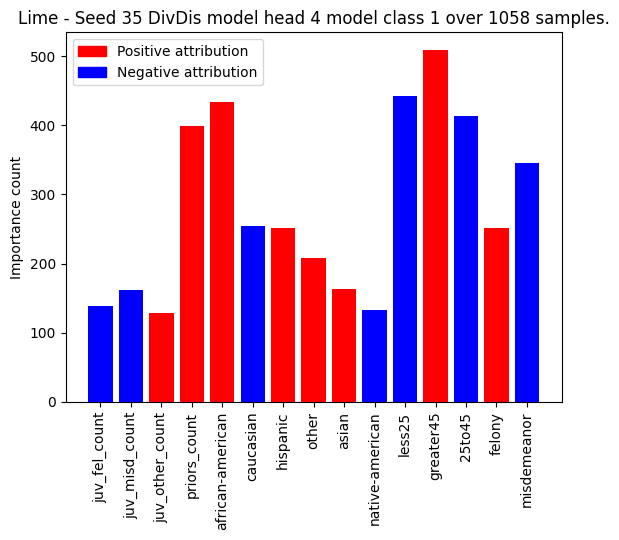 Lime - Seed 35 DivDis model head 4 model class 1 over 1058 samples.
Positive attribution
Negative attribution
500
400
300
200
100
0
Importance count
juv_fel_count
juv_misd_count
juv_other_count
priors_count
african-american
caucasian
hispanic
other
asian
native-american
less25
greater45
25to45
felony
misdemeanor